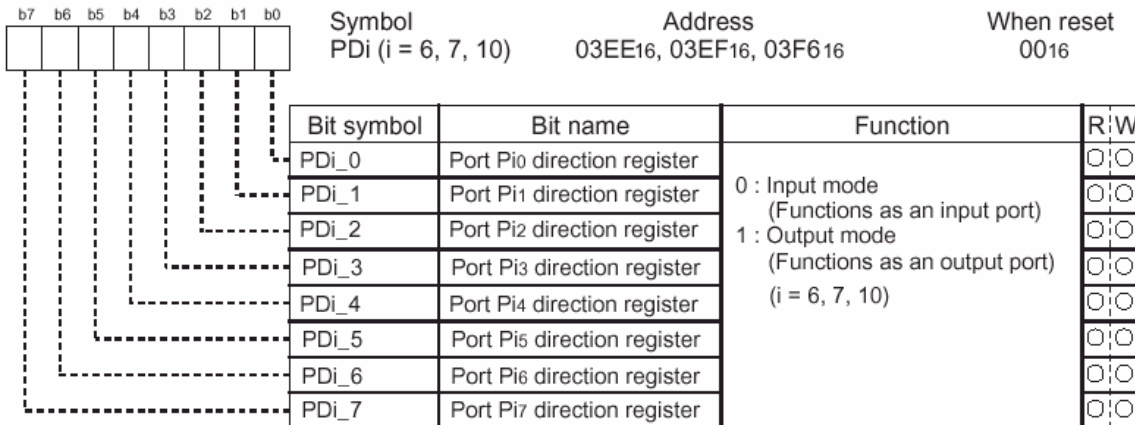 b7 b6 b5 b4 b3 b2 b1 b0
Symbol Address When reset
PDi (i = 6, 7, 10) 03EE16, 03EF16, 03F616 0016
Bit symbol Bit name Function R W
PDi_0 Port Pi0 direction register
PDi_1 Port Pi1 direction register
PDi_2 Port Pi2 direction register
PDi_3 Port Pi3 direction register
PDi_4 Port Pi4 direction register
PDi_5 Port Pi5 direction register
PDi_6 Port Pi6 direction register
PDi_7 Port Pi7 direction register
0 : Input mode
(Functions as an input port)
1 : Output mode
(Functions as an output port)
(i = 6, 7, 10)